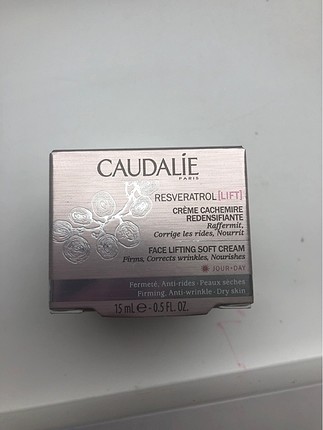 CAUDALÍE
PARIS
RESVERATROL [LIFT]
CRÈME CACHEMIRE
REDENSIFIANTE
Raffermit,
Corrige les rides, Nourrit
FACE LIFTING SOFT CREAM
Firms, Corrects wrinkles, Nourishes
JOUR•DAY
Fermeté, Anti-rides - Peaux sèches
Firming, Anti-wrinkle - Dry skin
15 mL ℮ - 0.5 FL. OZ.